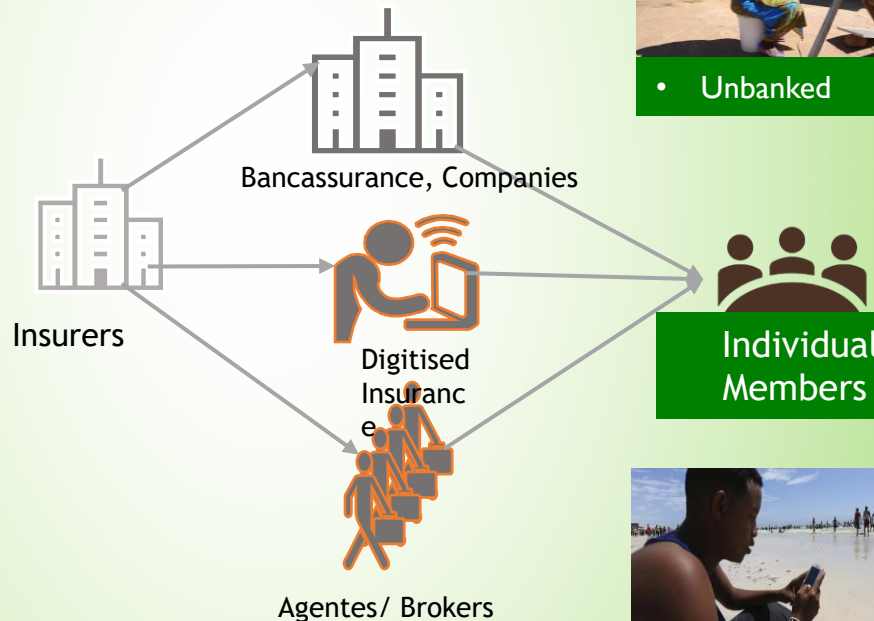 • Unbanked
Bancassurance, Companies
Insurers
Digitised
Insuranc
e
Individual
Members
Agentes/ Brokers